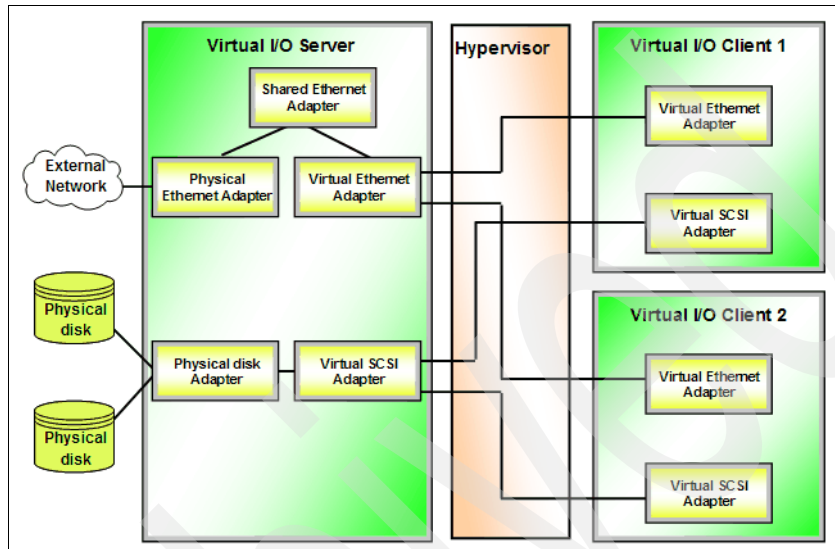 Virtual I/O Server
Hypervisor
Virtual I/O Client 1
Shared Ethernet
Adapter
Virtual Ethernet
Adapter
External
Network
Physical
Ethernet Adapter
Virtual Ethernet
Adapter
Virtual SCSI
Adapter
Physical
disk
Virtual I/O Client 2
Physical disk
Adapter
Virtual SCSI
Adapter
Virtual Ethernet
Adapter
Physical
disk
Virtual SCSI
Adapter